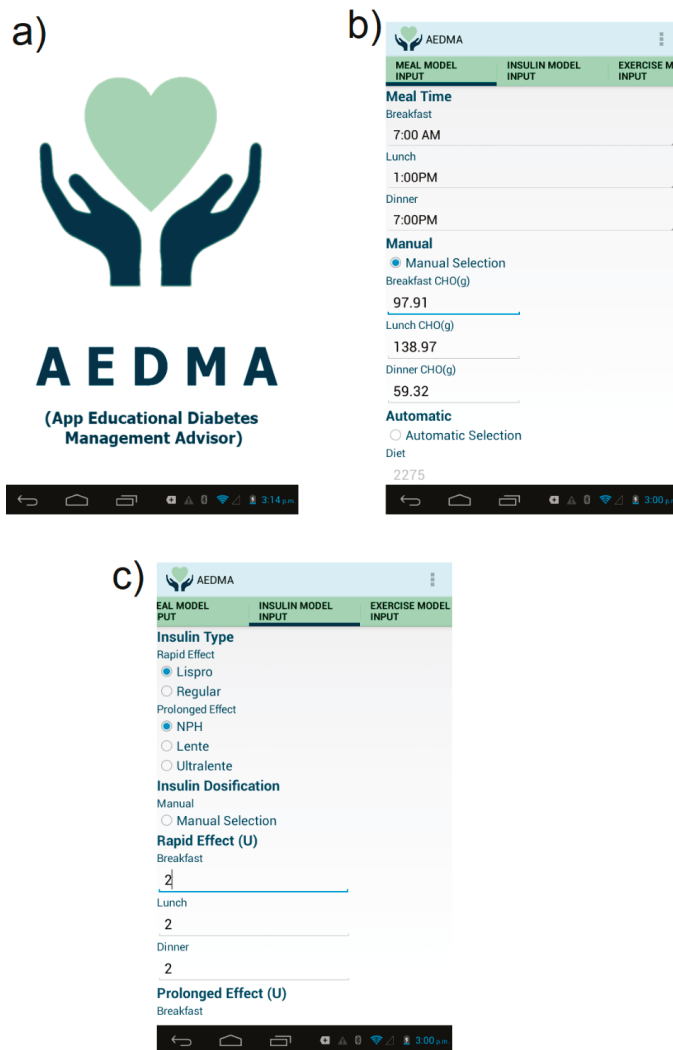 a)
A E D M A
(App Educational Diabetes
Management Advisor)
3:14 p.m.
b)
AEDMA
MEAL MODEL INPUT
INSULIN MODEL INPUT
EXERCISE M
INPUT
Meal Time
Breakfast
7:00 AM
Lunch
1:00PM
Dinner
7:00PM
Manual
Manual Selection
Breakfast CHO(g)
97.91
Lunch CHO(g)
138.97
Dinner CHO(g)
59.32
Automatic
Automatic Selection
Diet
2275
3:00 p.m
c)
AEDMA
EAL MODEL
PUT
INSULIN MODEL
INPUT
EXERCISE MODEL
INPUT
Insulin Type
Rapid Effect
Lispro
Regular
Prolonged Effect
NPH
Lente
Ultralente
Insulin Dosification
Manual
Manual Selection
Rapid Effect (U)
Breakfast
2
Lunch
2
Dinner
2
Prolonged Effect (U)
Breakfast
3:00 p.m.